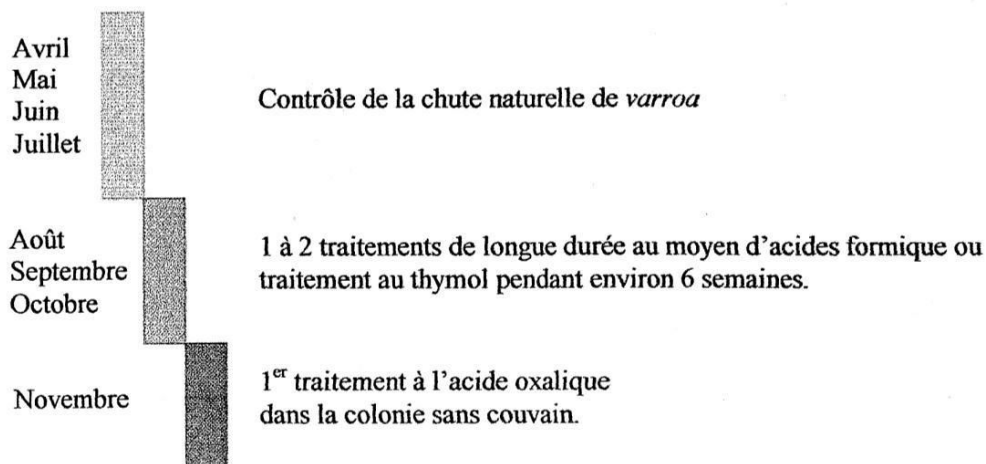 Avril
Mai
Juin
Juillet
Contrôle de la chute naturelle de varroa
Août
Septembre
Octobre
1 à 2 traitements de longue durée au moyen d'acides formique ou
traitement au thymol pendant environ 6 semaines.
Novembre
1er traitement à l'acide oxalique
dans la colonie sans couvain.